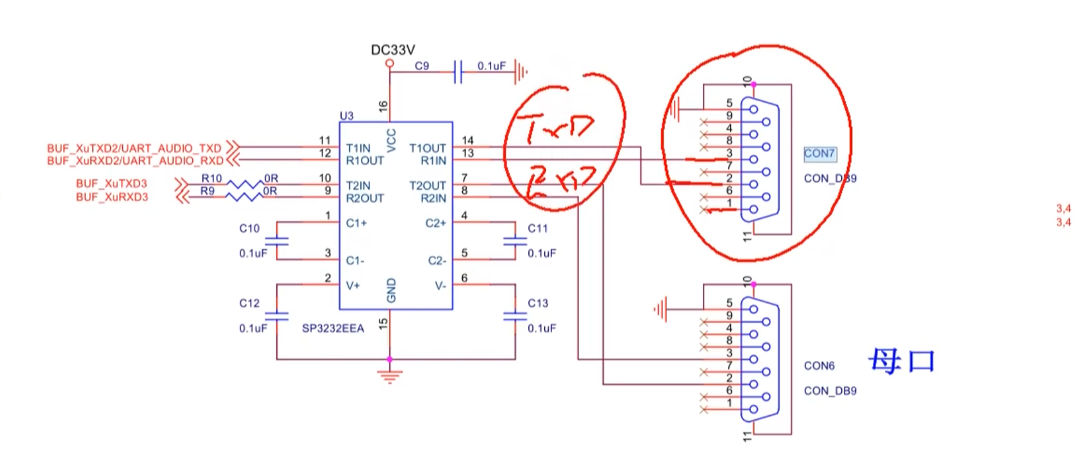 DC33V
C9
0.1uF
16
U3
VCC
BUF_XuTXD2/UART_AUDIO_TXD
11
T1IN
T1OUT
14
BUF_XuRXD2/UART_AUDIO_RXD
12
R1OUT
R1IN
13
BUF_XuTXD3
R10
0R
10
T2IN
T2OUT
7
BUF_XuRXD3
R9
0R
9
R2OUT
R2IN
8
TxD
RXD
1
C1+
C2+
4
C10
0.1uF
C11
0.1uF
3
C1-
C2-
5
2
V+
V-
6
C12
0.1uF
GND
C13
0.1uF
SP3232EEA
15
10
5
9
4
8
3
7
2
6
1
11
CON7
CON_DB9
3,4
3,4
10
5
9
4
8
3
7
2
6
1
11
CON6
CON_DB9
母口